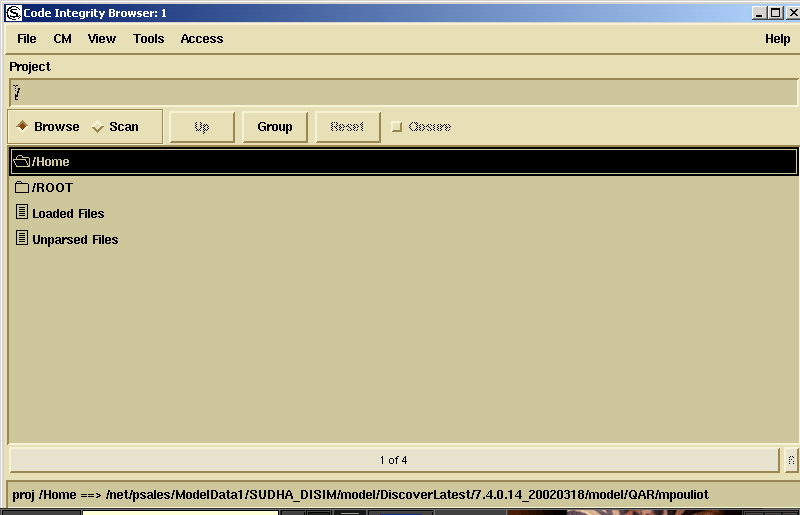 Code Integrity Browser: 1
File CM View Tools Access Help
Project
/
Browse Scan Up Group Reset Closure
/Home
/ROOT
Loaded Files
Unparsed Files
1 of 4
proj /Home ==> /net/psales/ModelData1/SUDHA_DISIM/model/DiscoverLatest/7.4.0.14_20020318/model/QAR/mpouliot